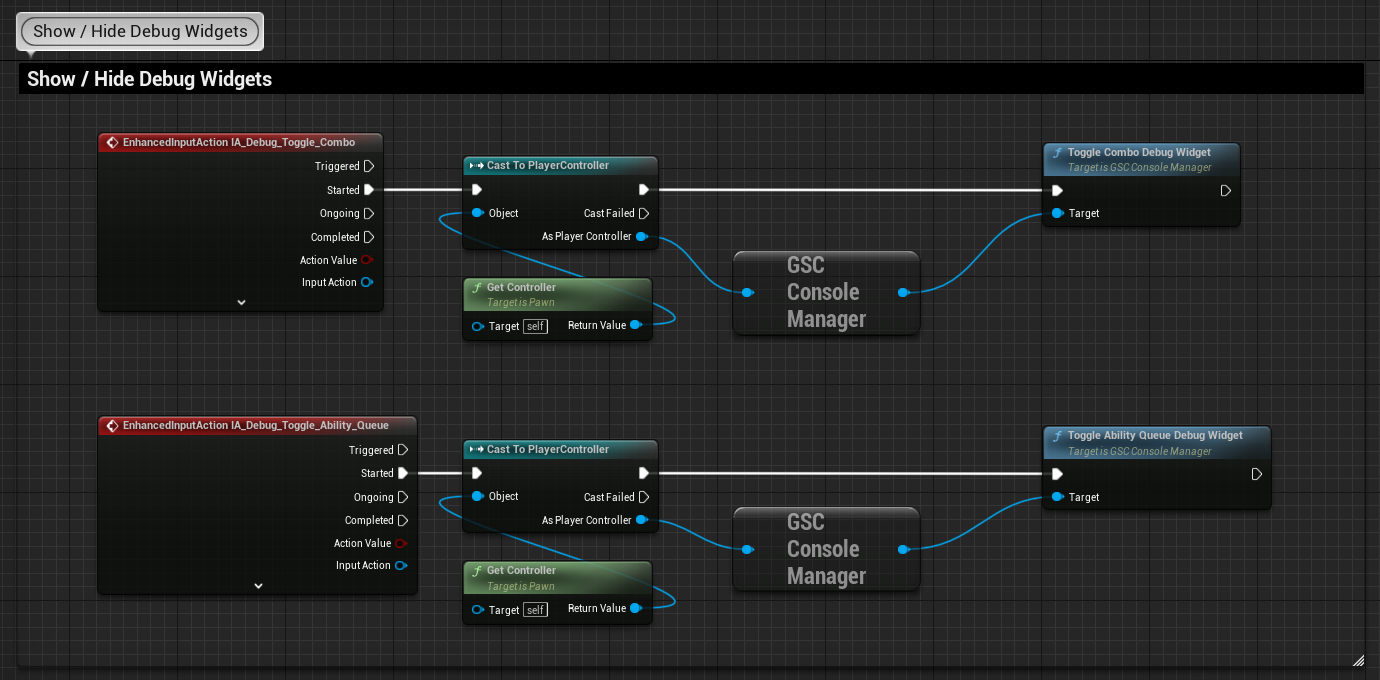 Show / Hide Debug Widgets
Show / Hide Debug Widgets
EnhancedInputAction IA_Debug_Toggle_Combo
Triggered
Started
Ongoing
Completed
Action Value
Input Action
Cast To PlayerController
Object
Cast Failed
As Player Controller
Get Controller
Target is Pawn
Target self
Return Value
GSC
Console
Manager
Toggle Combo Debug Widget
Target is GSC Console Manager
Target
EnhancedInputAction IA_Debug_Toggle_Ability_Queue
Triggered
Started
Ongoing
Completed
Action Value
Input Action
Cast To PlayerController
Object
Cast Failed
As Player Controller
Get Controller
Target is Pawn
Target self
Return Value
GSC
Console
Manager
Toggle Ability Queue Debug Widget
Target is GSC Console Manager
Target